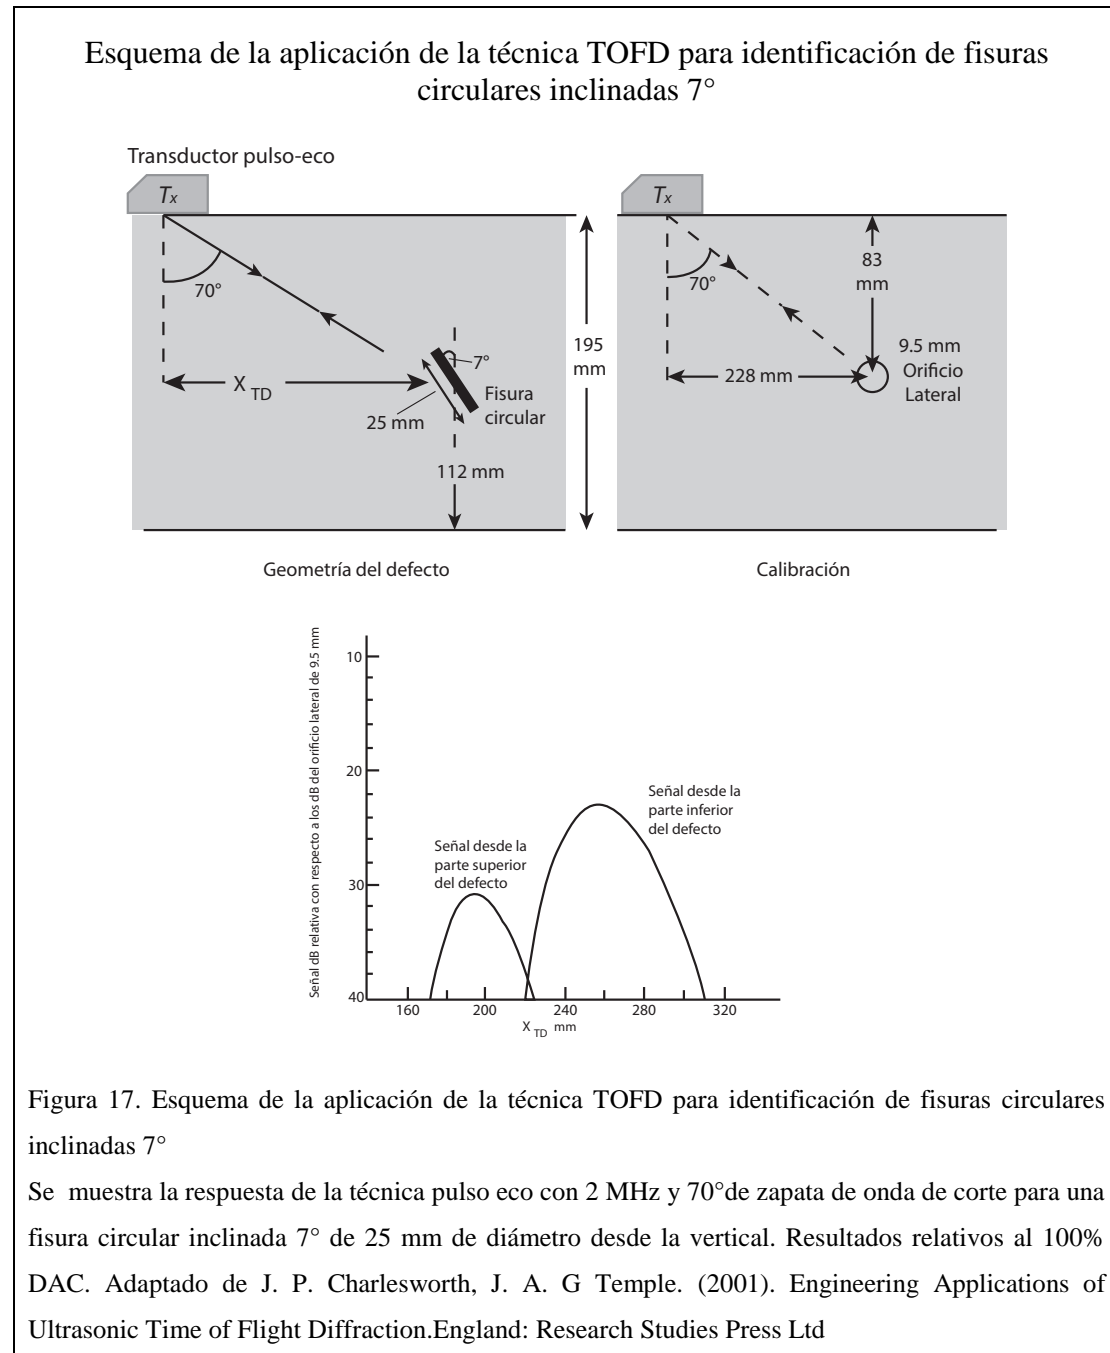 Esquema de la aplicación de la técnica TOFD para identificación de fisuras
circulares inclinadas 7°
Transductor pulso-eco
Tx
70°
X TD
7°
25 mm
Fisura
circular
112 mm
195
mm
Tx
70°
83
mm
228 mm
9.5 mm
Orificio
Lateral
Geometría del defecto
Calibración
Señal dB relativa con respecto a los dB del orificio lateral de 9.5 mm
10
20
30
40
Señal desde la
parte superior
del defecto
Señal desde la
parte inferior
del defecto
160 200 240 280 320
X TD mm
Figura 17. Esquema de la aplicación de la técnica TOFD para identificación de fisuras circulares
inclinadas 7°
Se muestra la respuesta de la técnica pulso eco con 2 MHz y 70°de zapata de onda de corte para una
fisura circular inclinada 7° de 25 mm de diámetro desde la vertical. Resultados relativos al 100%
DAC. Adaptado de J. P. Charlesworth, J. A. G Temple. (2001). Engineering Applications of
Ultrasonic Time of Flight Diffraction.England: Research Studies Press Ltd